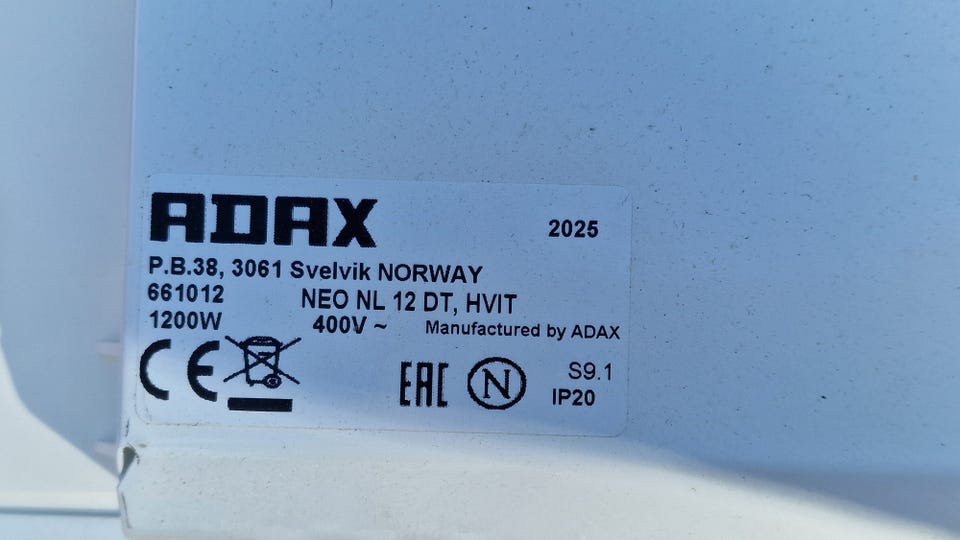 ADAX 2025
P.B.38, 3061 Svelvik NORWAY
661012 NEO NL 12 DT, HVIT
1200W 400V ~ Manufactured by ADAX
CE EAC N S9.1
IP20